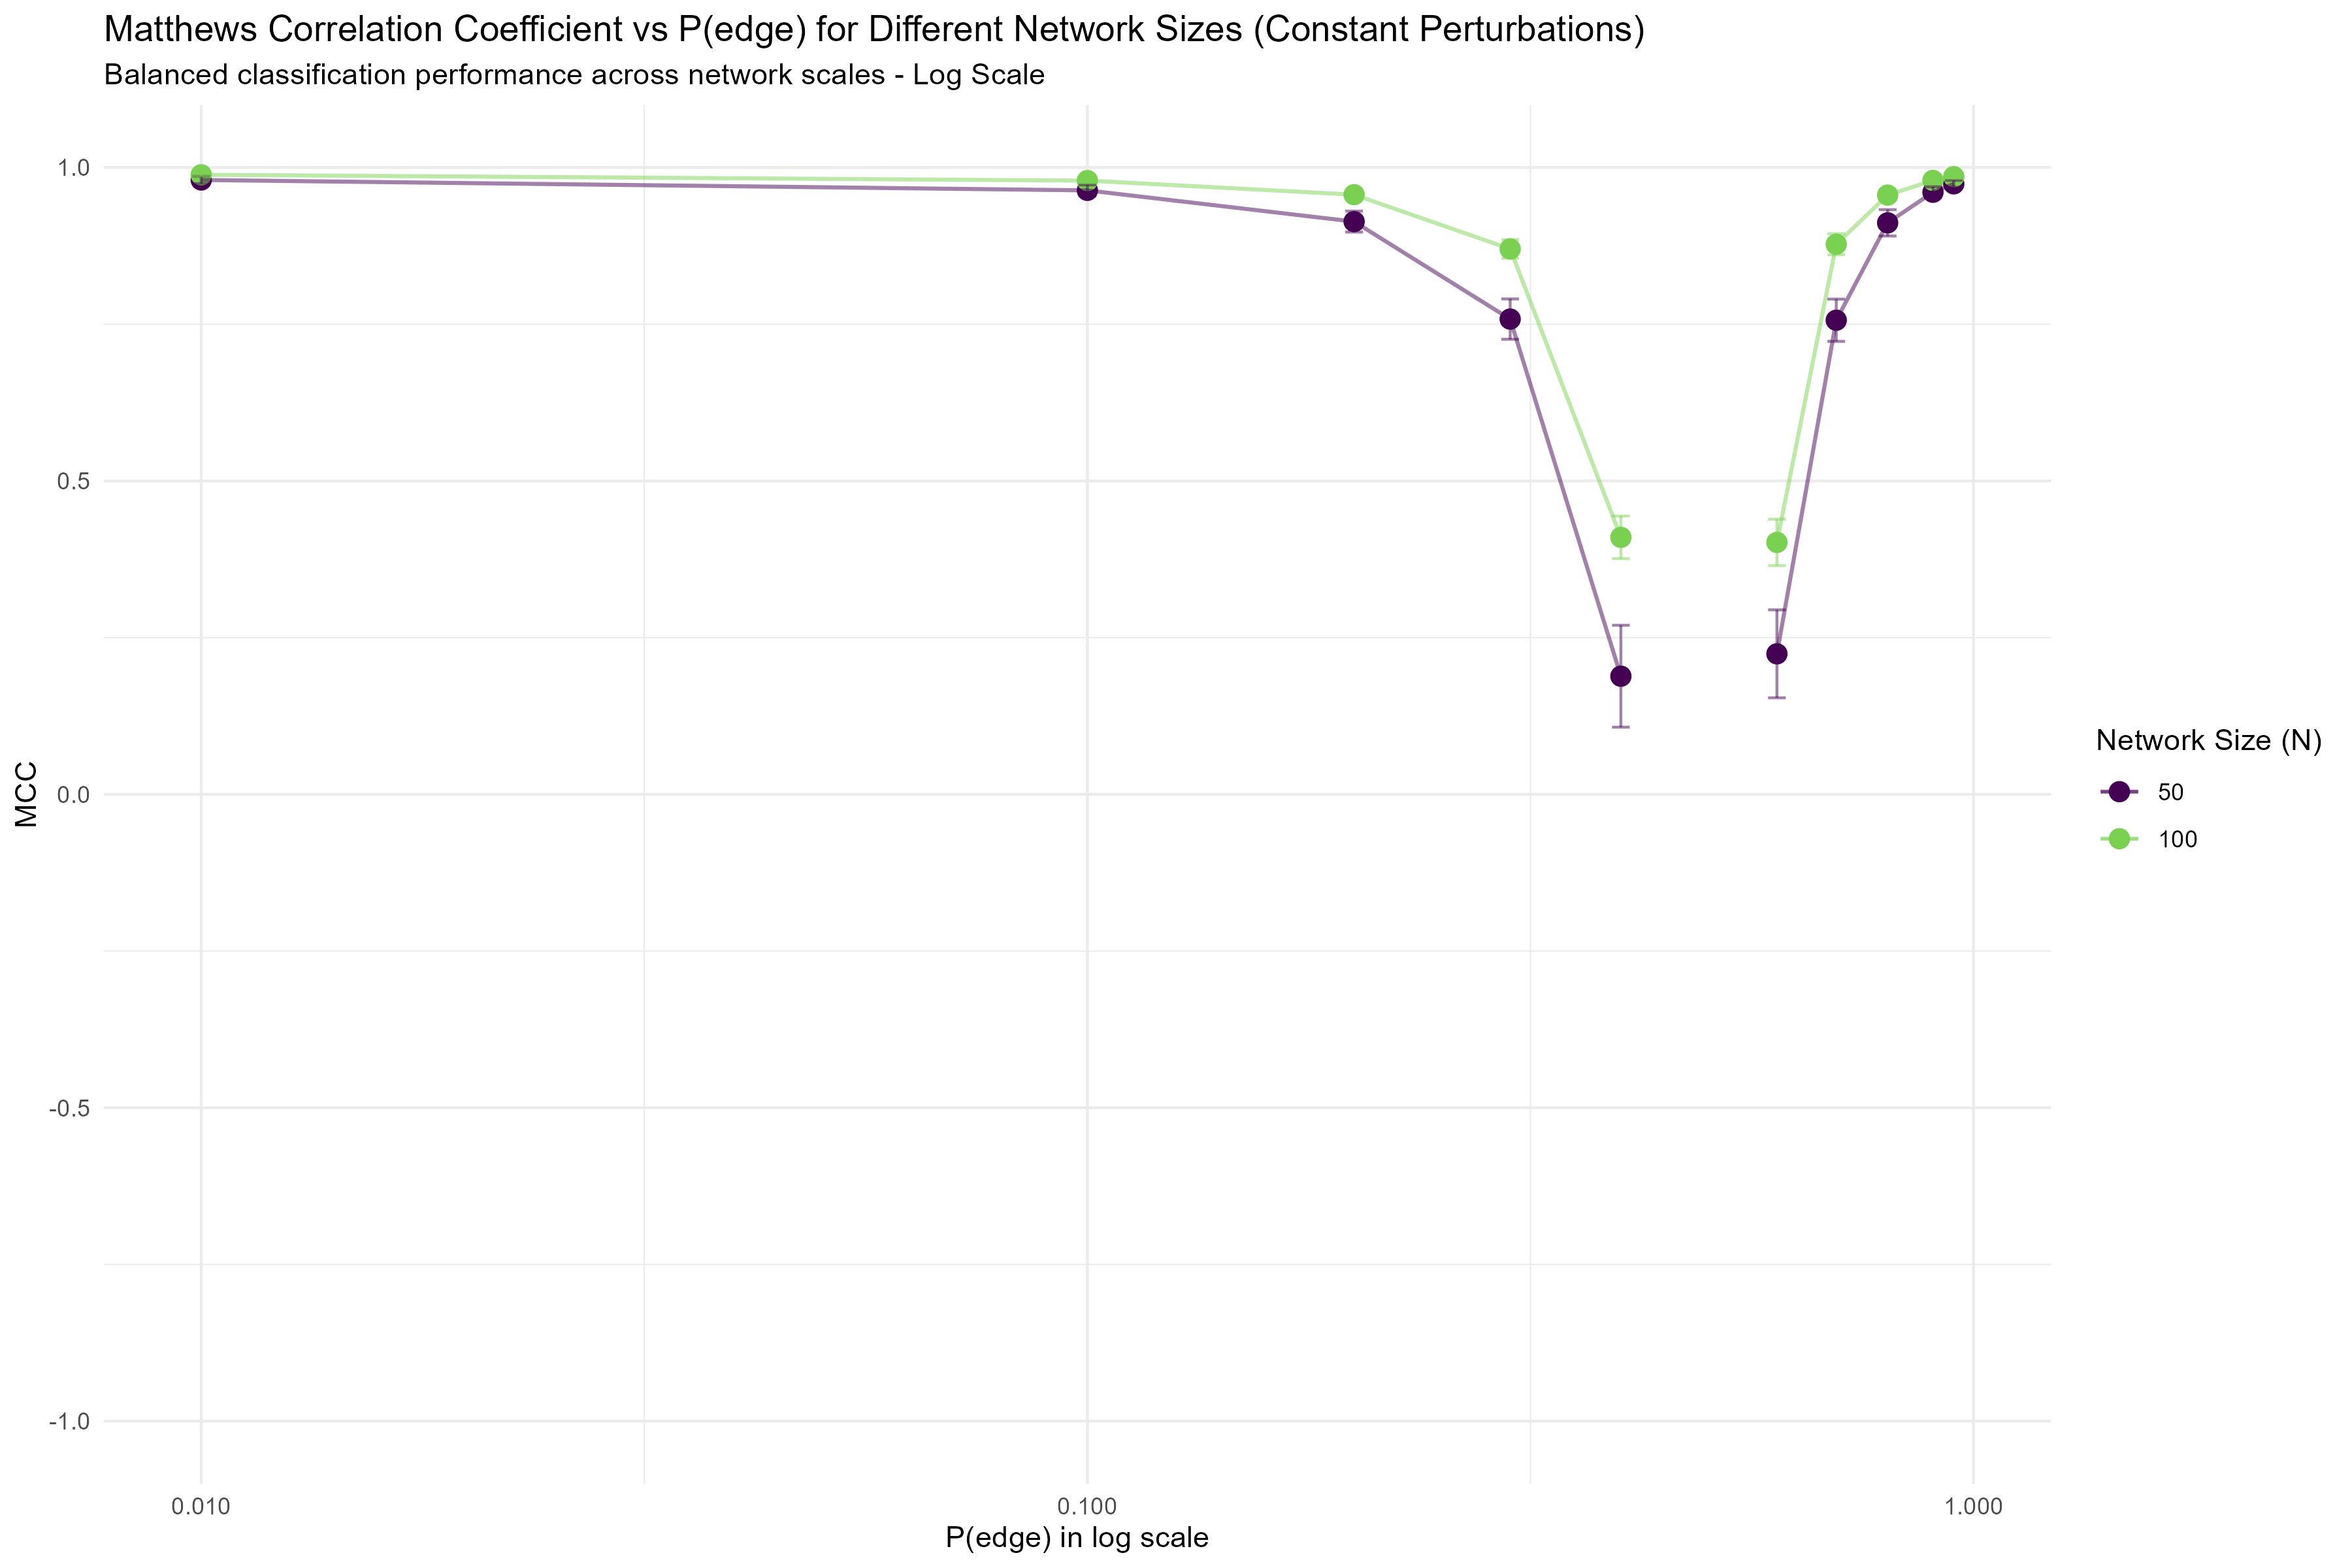 Matthews Correlation Coefficient vs P(edge) for Different Network Sizes (Constant Perturbations)
Balanced classification performance across network scales - Log Scale
1.0
0.5
0.0
-0.5
-1.0
MCC
0.010
0.100
1.000
P(edge) in log scale
Network Size (N)
50
100